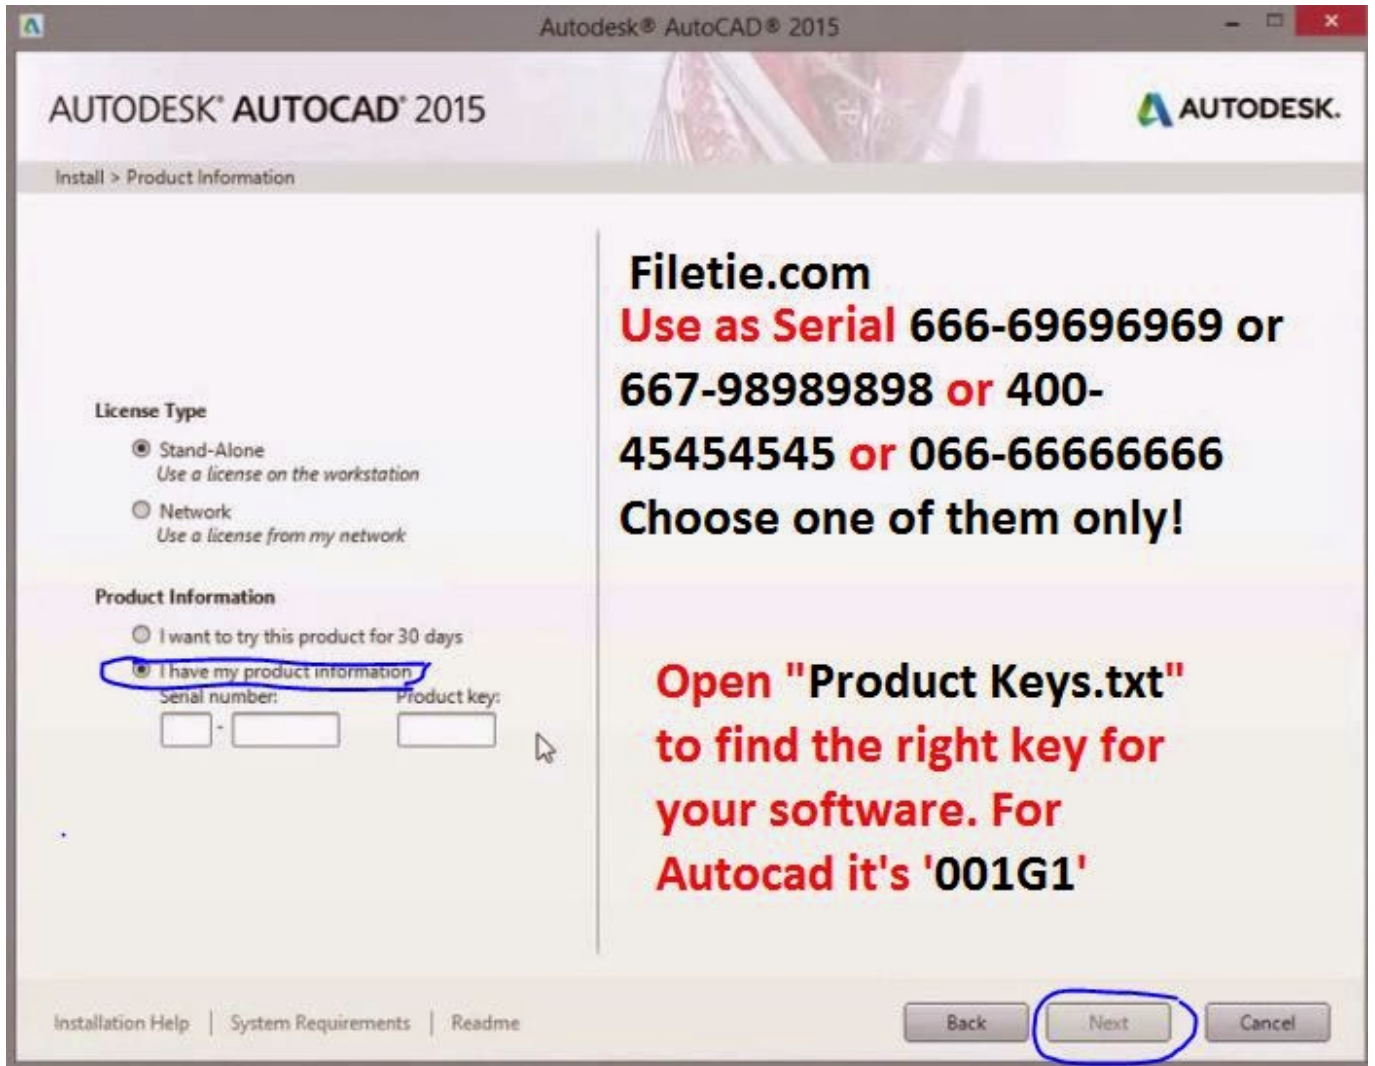 Autodesk® AutoCAD® 2015
AUTODESK® AUTOCAD® 2015
AUTODESK.
Install > Product Information
Filetie.com
Use as Serial 666-69696969 or
667-98989898 or 400-
45454545 or 066-66666666
Choose one of them only!
License Type
Stand-Alone
Use a license on the workstation
Network
Use a license from my network
Product Information
I want to try this product for 30 days
I have my product information
Serial number:
Product key:
-
Open "Product Keys.txt"
to find the right key for
your software. For
Autocad it's '001G1'
Installation Help | System Requirements | Readme
Back
Next
Cancel